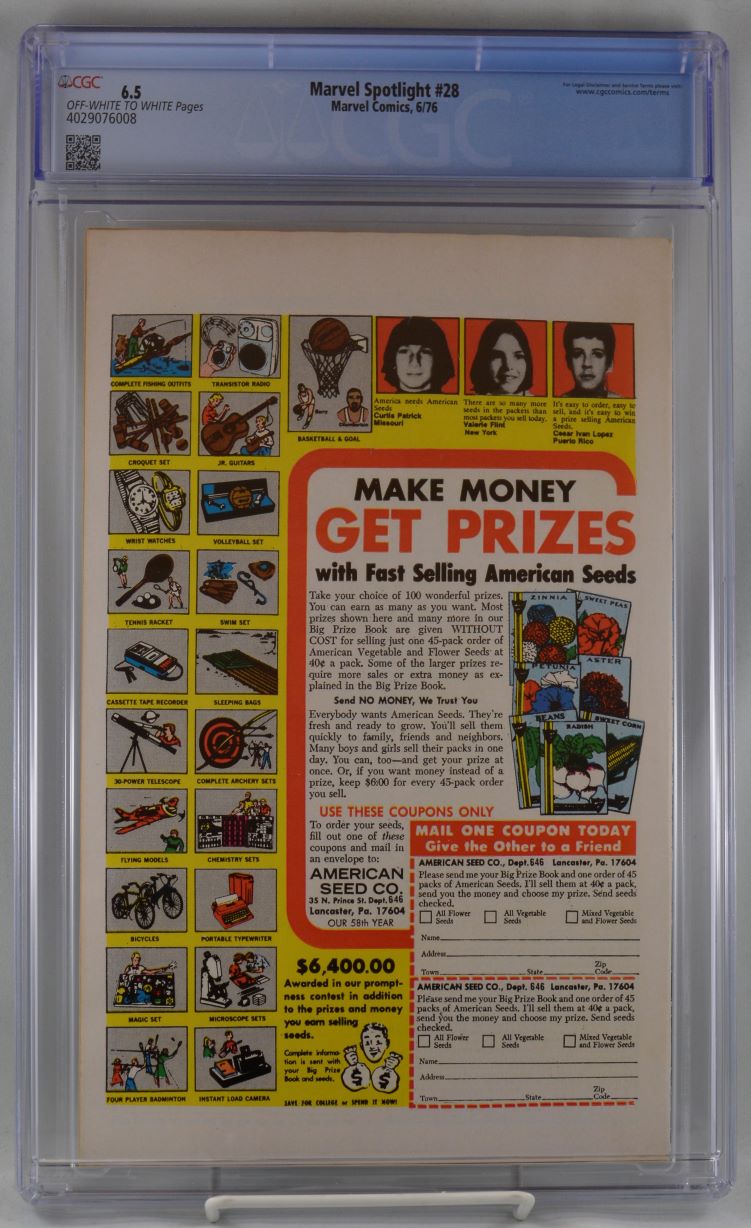 CGC
6.5
OFF-WHITE TO WHITE Pages
4029076008
Marvel Spotlight #28
Marvel Comics, 6/76
For Legal Disclaimer and Service Terms please visit:
www.cgccomics.com/terms
CGC
COMPLETE FISHING OUTFITS
TRANSISTOR RADIO
CROQUET SET
JR. GUITARS
WRIST WATCHES
VOLLEYBALL SET
TENNIS RACKET
SWIM SET
CASSETTE TAPE RECORDER
SLEEPING BAGS
30-POWER TELESCOPE
COMPLETE ARCHERY SETS
FLYING MODELS
CHEMISTRY SETS
BICYCLES
PORTABLE TYPEWRITER
MAGIC SET
MICROSCOPE SETS
FOUR PLAYER BADMINTON
INSTANT LOAD CAMERA
Barry
Chamberlain
BASKETBALL & GOAL
America needs American
Seeds
Curtis Patrick
Missouri
There are so many more
seeds in the packets than
most packets you sell today.
Valerie Flint
New York
It's easy to order, easy to
sell, and it's easy to win
a prize selling American
Seeds.
Cesar Ivan Lopez
Puerto Rico
MAKE MONEY
GET PRIZES
with Fast Selling American Seeds
Take your choice of 100 wonderful prizes.
You can earn as many as you want. Most
prizes shown here and many more in our
Big Prize Book are given WITHOUT
COST for selling just one 45-pack order of
American Vegetable and Flower Seeds at
40¢ a pack. Some of the larger prizes re-
quire more sales or extra money as ex-
plained in the Big Prize Book.
Send NO MONEY, We Trust You
Everybody wants American Seeds. They're
fresh and ready to grow. You'll sell them
quickly to family, friends and neighbors.
Many boys and girls sell their packs in one
day. You can, too—and get your prize at
once. Or, if you want money instead of a
prize, keep $6.00 for every 45-pack order
you sell.
ZINNIA
SWEET PEAS
PETUNIA
ASTER
BEANS
RADISH
SWEET CORN
USE THESE COUPONS ONLY
To order your seeds,
fill out one of these
coupons and mail in
an envelope to:
AMERICAN
SEED CO.
35 N. Prince St. Dept. 646
Lancaster, Pa. 17604
OUR 58th YEAR
MAIL ONE COUPON TODAY
Give the Other to a Friend
AMERICAN SEED CO., Dept. 646 Lancaster, Pa. 17604
Please send me your Big Prize Book and one order of 45
packs of American Seeds. I'll sell them at 40¢ a pack,
send you the money and choose my prize. Send seeds
checked.
All Flower Seeds
All Vegetable Seeds
Mixed Vegetable and Flower Seeds
Name
Address
Town State Zip Code
AMERICAN SEED CO., Dept. 646 Lancaster, Pa. 17604
Please send me your Big Prize Book and one order of 45
packs of American Seeds. I'll sell them at 40¢ a pack,
send you the money and choose my prize. Send seeds
checked.
All Flower Seeds
All Vegetable Seeds
Mixed Vegetable and Flower Seeds
Name
Address
Town State Zip Code
$6,400.00
Awarded in our prompt-
ness contest in addition
to the prizes and money
you earn selling
seeds.
Complete informa-
tion is sent with
your Big Prize
Book and seeds.
$ $
SAVE FOR COLLEGE or SPEND IT NOW!